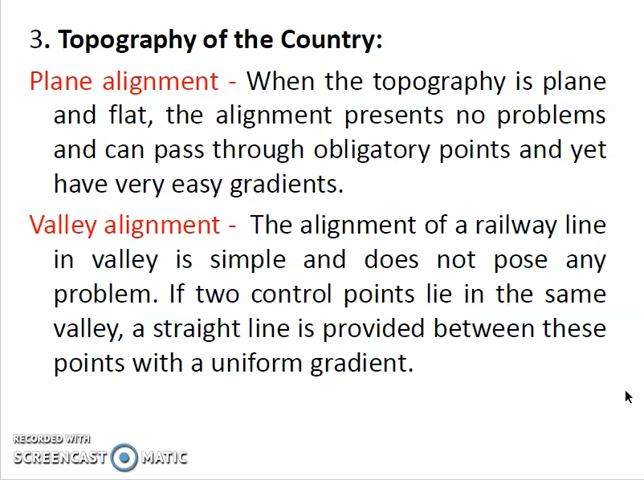 3. Topography of the Country:
Plane alignment - When the topography is plane
and flat, the alignment presents no problems
and can pass through obligatory points and yet
have very easy gradients.
Valley alignment - The alignment of a railway line
in valley is simple and does not pose any
problem. If two control points lie in the same
valley, a straight line is provided between these
points with a uniform gradient.
RECORDED WITH
SCREENCAST MATIC